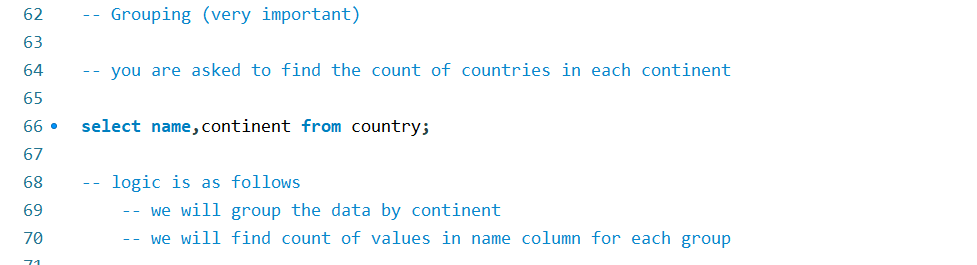 62 -- Grouping (very important)
63
64 -- you are asked to find the count of countries in each continent
65
66 select name,continent from country;
67
68 -- logic is as follows
69 -- we will group the data by continent
70 -- we will find count of values in name column for each group
71